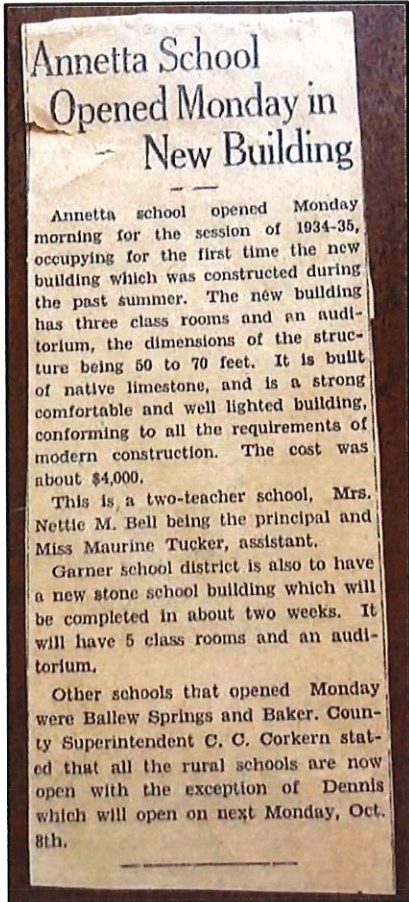 Annetta School
Opened Monday in
New Building
Annetta school opened Monday
morning for the session of 1934-35,
occupying for the first time the new
building which was constructed during
the past summer. The new building
has three class rooms and an audi-
torium, the dimensions of the struc-
ture being 50 to 70 feet. It is built
of native limestone, and is a strong
comfortable and well lighted building,
conforming to all the requirements of
modern construction. The cost was
about $4,000.
This is a two-teacher school, Mrs.
Nettie M. Bell being the principal and
Miss Maurine Tucker, assistant.
Garner school district is also to have
a new stone school building which will
be completed in about two weeks. It
will have 5 class rooms and an audi-
torium.
Other schools that opened Monday
were Ballew Springs and Baker. Coun-
ty Superintendent C. C. Corkern stat-
ed that all the rural schools are now
open with the exception of Dennis
which will open on next Monday, Oct.
8th.